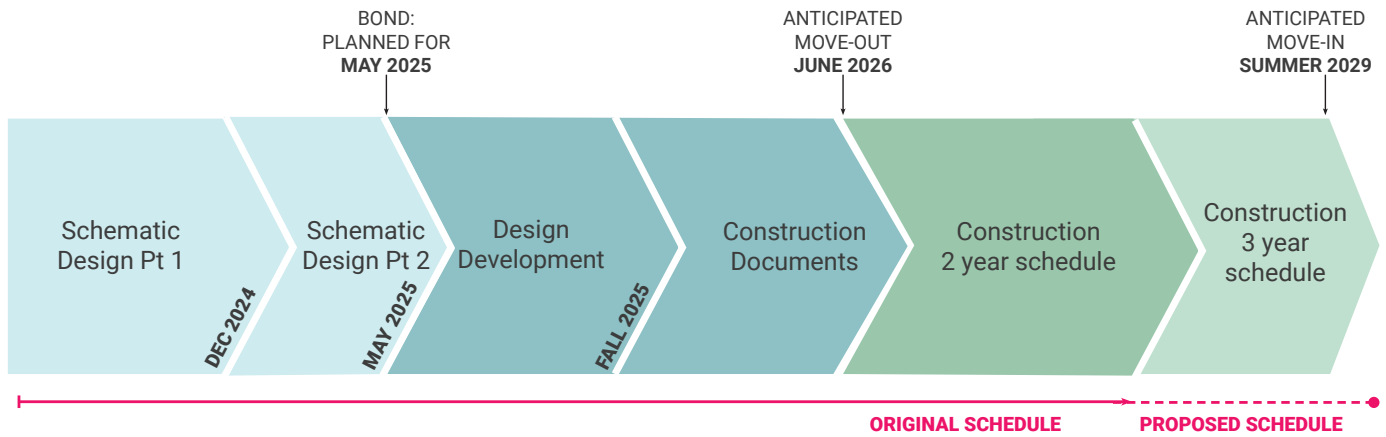 BOND:
PLANNED FOR
MAY 2025
ANTICIPATED
MOVE-OUT
JUNE 2026
ANTICIPATED
MOVE-IN
SUMMER 2029
Schematic
Design Pt 1
DEC 2024
Schematic
Design Pt 2
MAY 2025
Design
Development
FALL 2025
Construction
Documents
Construction
2 year schedule
Construction
3 year
schedule
ORIGINAL SCHEDULE
PROPOSED SCHEDULE